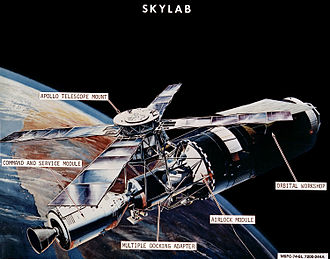 SKYLAB
APOLLO TELESCOPE MOUNT
COMMAND AND SERVICE MODULE
ORBITAL WORKSHOP
AIRLOCK MODULE
MULTIPLE DOCKING ADAPTER